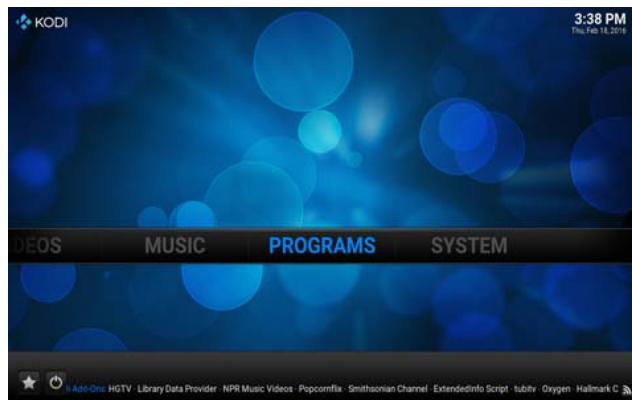 KODI
3:38 PM
Thu, Feb 18, 2016
DEOS MUSIC PROGRAMS SYSTEM
Add-Ons: HGTV · Library Data Provider · NPR Music Videos · Popcornflix · Smithsonian Channel · ExtendedInfo Script · tubitv · Oxygen · Hallmark C